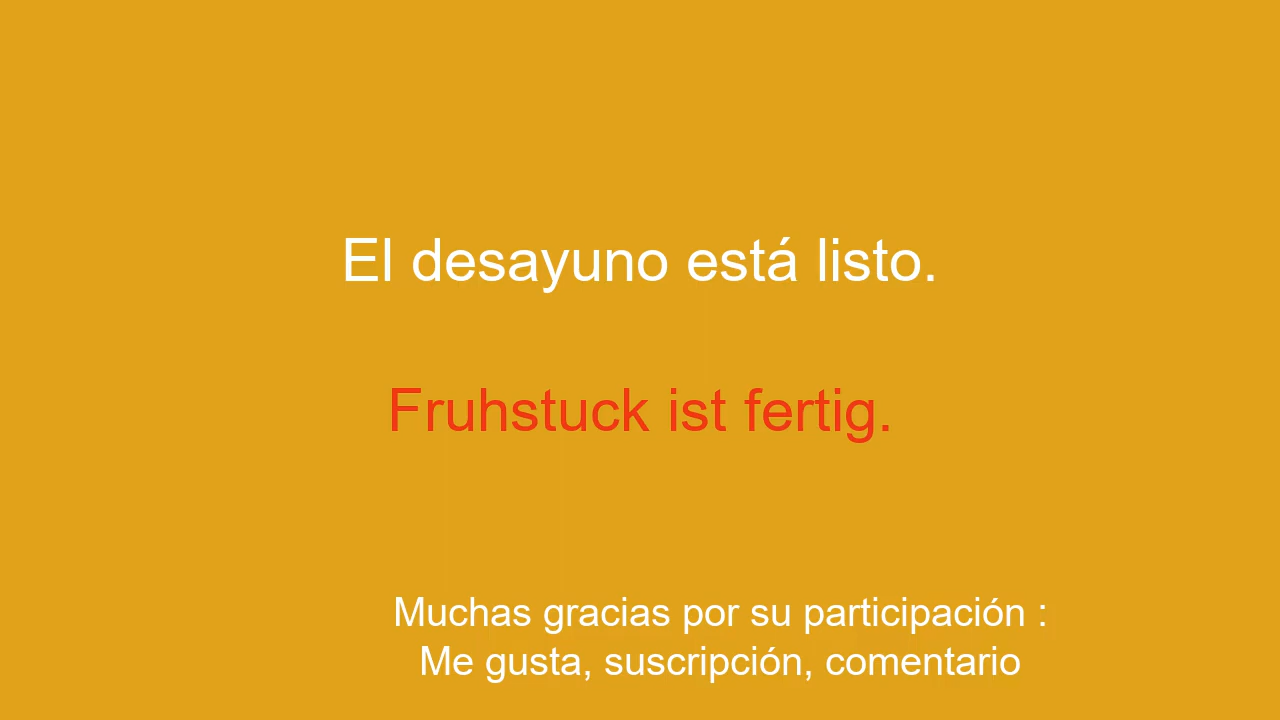 El desayuno está listo.
Fruhstuck ist fertig.
Muchas gracias por su participación :
Me gusta, suscripción, comentario